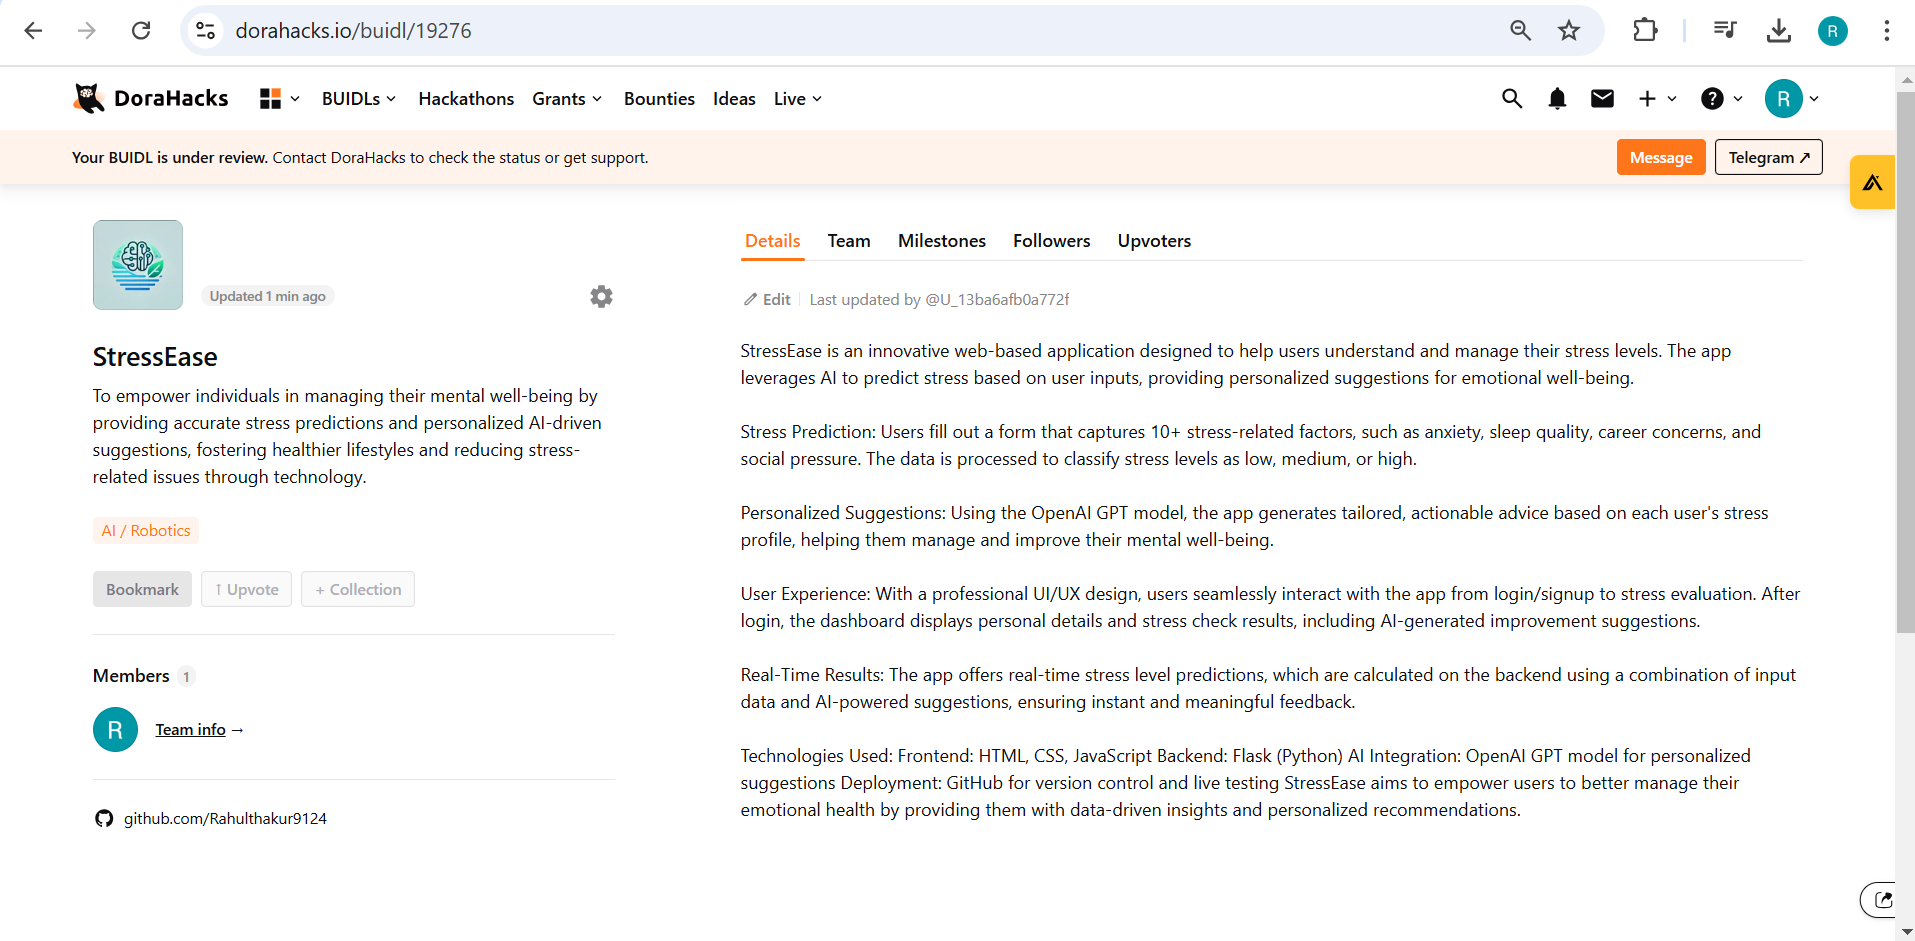 dorahacks.io/buidl/19276
R
DoraHacks
BUIDLs
Hackathons
Grants
Bounties
Ideas
Live
?
R
Your BUIDL is under review. Contact DoraHacks to check the status or get support.
Message
Telegram ↗
Updated 1 min ago
StressEase
To empower individuals in managing their mental well-being by
providing accurate stress predictions and personalized AI-driven
suggestions, fostering healthier lifestyles and reducing stress-
related issues through technology.
AI / Robotics
Bookmark
↑ Upvote
+ Collection
Members 1
R
Team info →
github.com/Rahulthakur9124
Details
Team
Milestones
Followers
Upvoters
Edit
Last updated by @U_13ba6afb0a772f
StressEase is an innovative web-based application designed to help users understand and manage their stress levels. The app
leverages AI to predict stress based on user inputs, providing personalized suggestions for emotional well-being.
Stress Prediction: Users fill out a form that captures 10+ stress-related factors, such as anxiety, sleep quality, career concerns, and
social pressure. The data is processed to classify stress levels as low, medium, or high.
Personalized Suggestions: Using the OpenAI GPT model, the app generates tailored, actionable advice based on each user's stress
profile, helping them manage and improve their mental well-being.
User Experience: With a professional UI/UX design, users seamlessly interact with the app from login/signup to stress evaluation. After
login, the dashboard displays personal details and stress check results, including AI-generated improvement suggestions.
Real-Time Results: The app offers real-time stress level predictions, which are calculated on the backend using a combination of input
data and AI-powered suggestions, ensuring instant and meaningful feedback.
Technologies Used: Frontend: HTML, CSS, JavaScript Backend: Flask (Python) AI Integration: OpenAI GPT model for personalized
suggestions Deployment: GitHub for version control and live testing StressEase aims to empower users to better manage their
emotional health by providing them with data-driven insights and personalized recommendations.